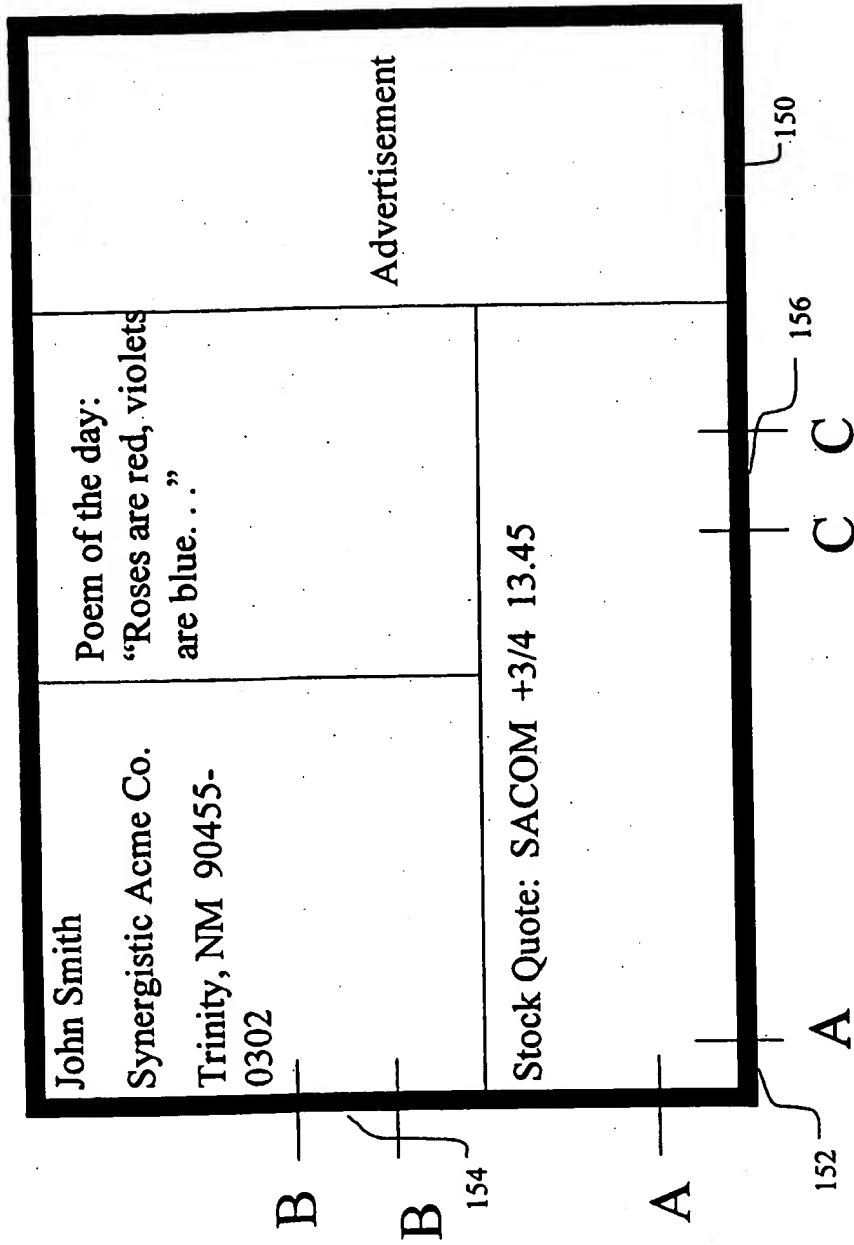 John Smith
Synergistic Acme Co.
Trinity, NM 90455-
0302
Poem of the day:
“Roses are red, violets
are blue. . . ”
Advertisement
Stock Quote: SACOM +3/4 13.45
B
B
154
A
152
A
C
C
156
150